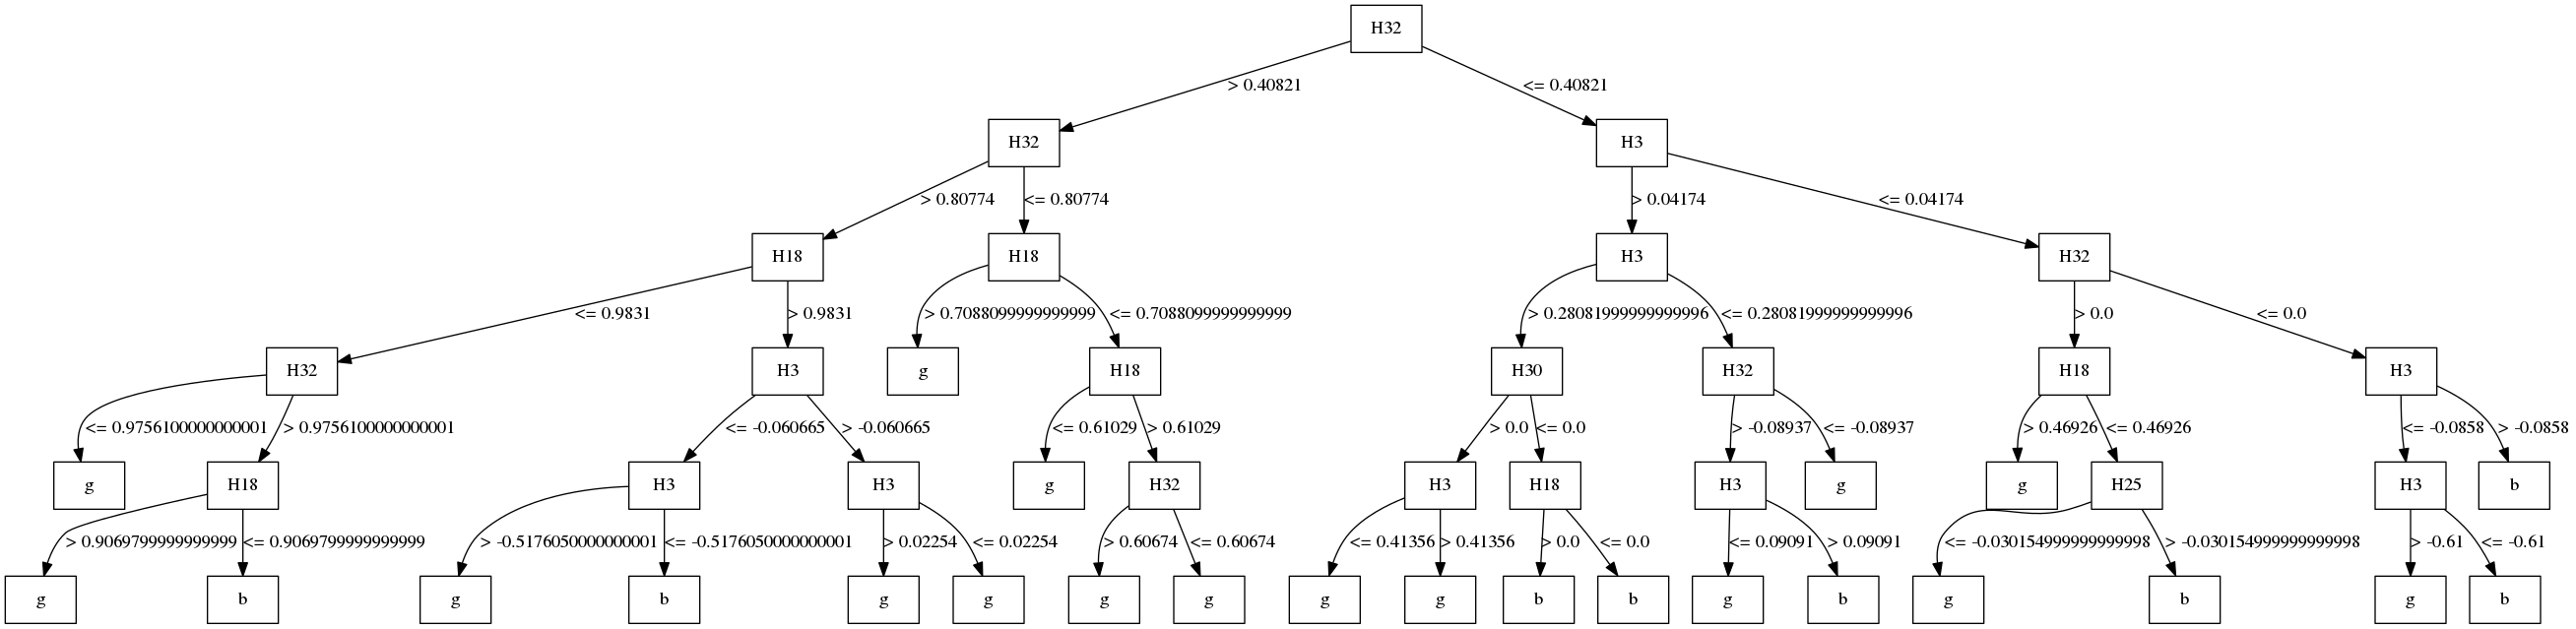 H32
> 0.40821 <= 0.40821
H32 H3
> 0.80774 <= 0.80774 > 0.04174 <= 0.04174
H18 H18 H3 H32
<= 0.9831 > 0.9831 > 0.7088099999999999 <= 0.7088099999999999 > 0.28081999999999996 <= 0.28081999999999996 > 0.0 <= 0.0
H32 H3 g H18 H30 H32 H18 H3
<= 0.9756100000000001 > 0.9756100000000001 <= -0.060665 > -0.060665 <= 0.61029 > 0.61029 > 0.0 <= 0.0 > -0.08937 <= -0.08937 > 0.46926 <= 0.46926 <= -0.0858 > -0.0858
g H18 H3 H3 g H32 H3 H18 H3 g g H25 H3 b
> 0.9069799999999999 <= 0.9069799999999999 > -0.5176050000000001 <= -0.5176050000000001 > 0.02254 <= 0.02254 > 0.60674 <= 0.60674 <= 0.41356 > 0.41356 > 0.0 <= 0.0 <= 0.09091 > 0.09091 <= -0.030154999999999998 > -0.030154999999999998 > -0.61 <= -0.61
g b g b g g g g g g b b g b g b g b